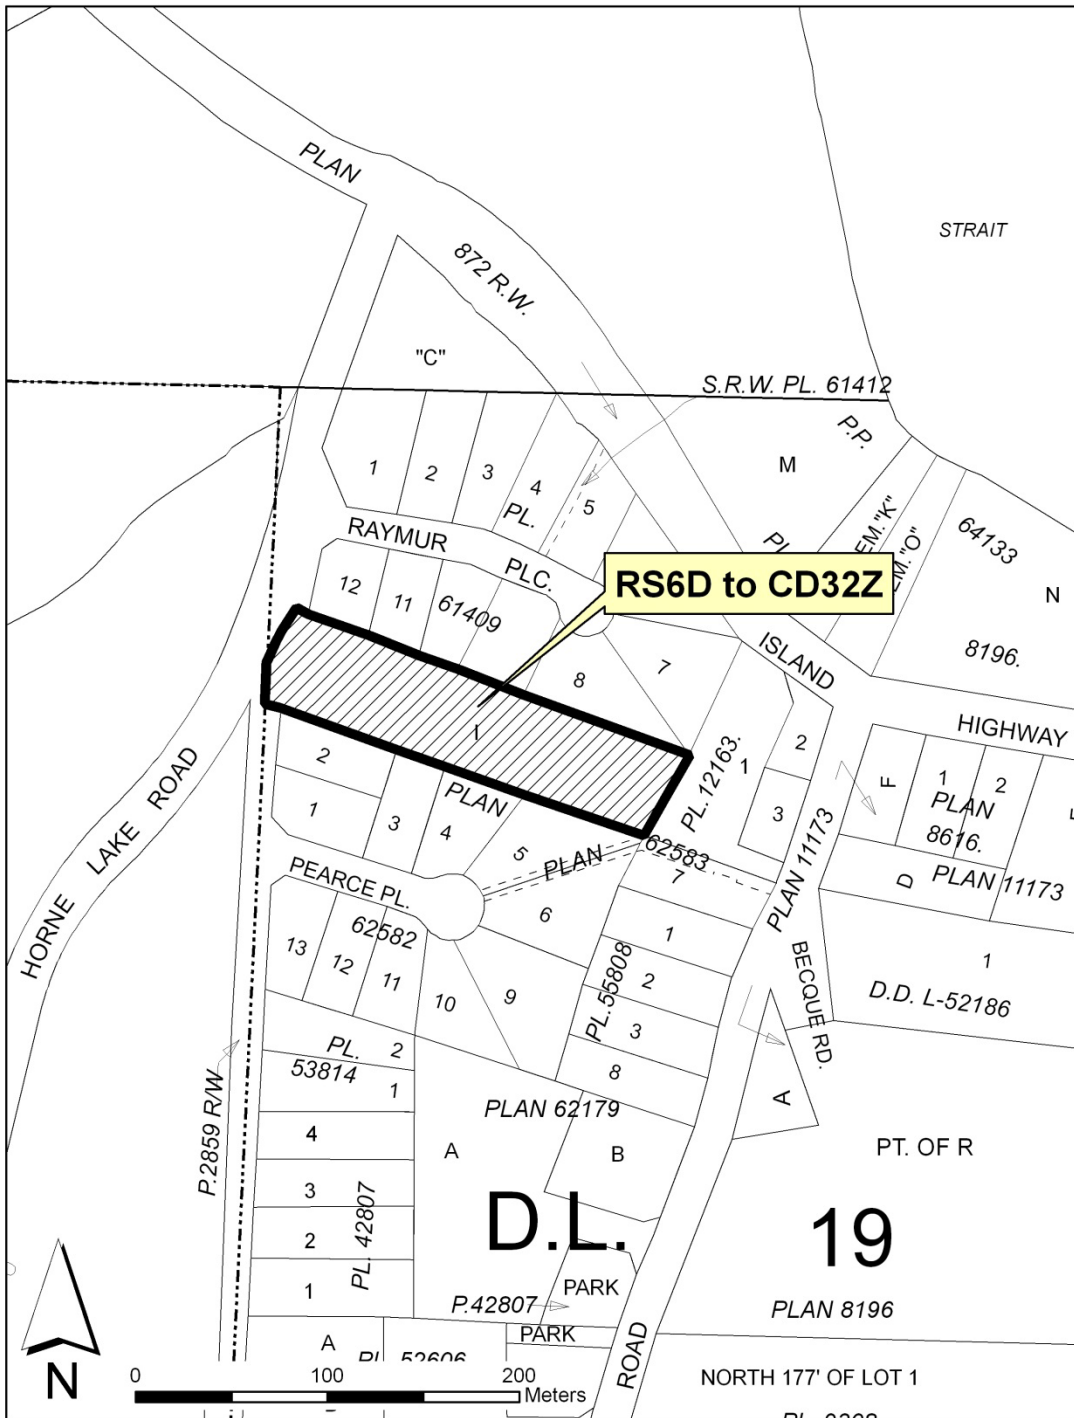 PLAN
STRAIT
872 R.W.
"C"
S.R.W. PL. 61412
P.P.
M
1
2
3
4
5
PL.
REM."K"
REM."O"
64133
N
RAYMUR
PLC.
RS6D to CD32Z
12
11
61409
8196.
ISLAND
7
8
HIGHWAY
I
PL. 12163.
1
2
3
F
1
2
PLAN
8616.
2
1
PLAN
3
4
5
PLAN
62583
7
PLAN 11173
D
PLAN 11173
HORNE LAKE ROAD
PEARCE PL.
6
62582
13
12
11
10
9
1
2
3
8
PL. 55808
BECQUE RD.
1
D.D. L-52186
PL.
53814
2
1
A
PLAN 62179
PT. OF R
P.2859 R/W
4
3
2
1
PL. 42807
A
B
D.L.
19
PARK
P.42807
PLAN 8196
PARK
A
52606
ROAD
NORTH 177' OF LOT 1
N
0
100
200
Meters